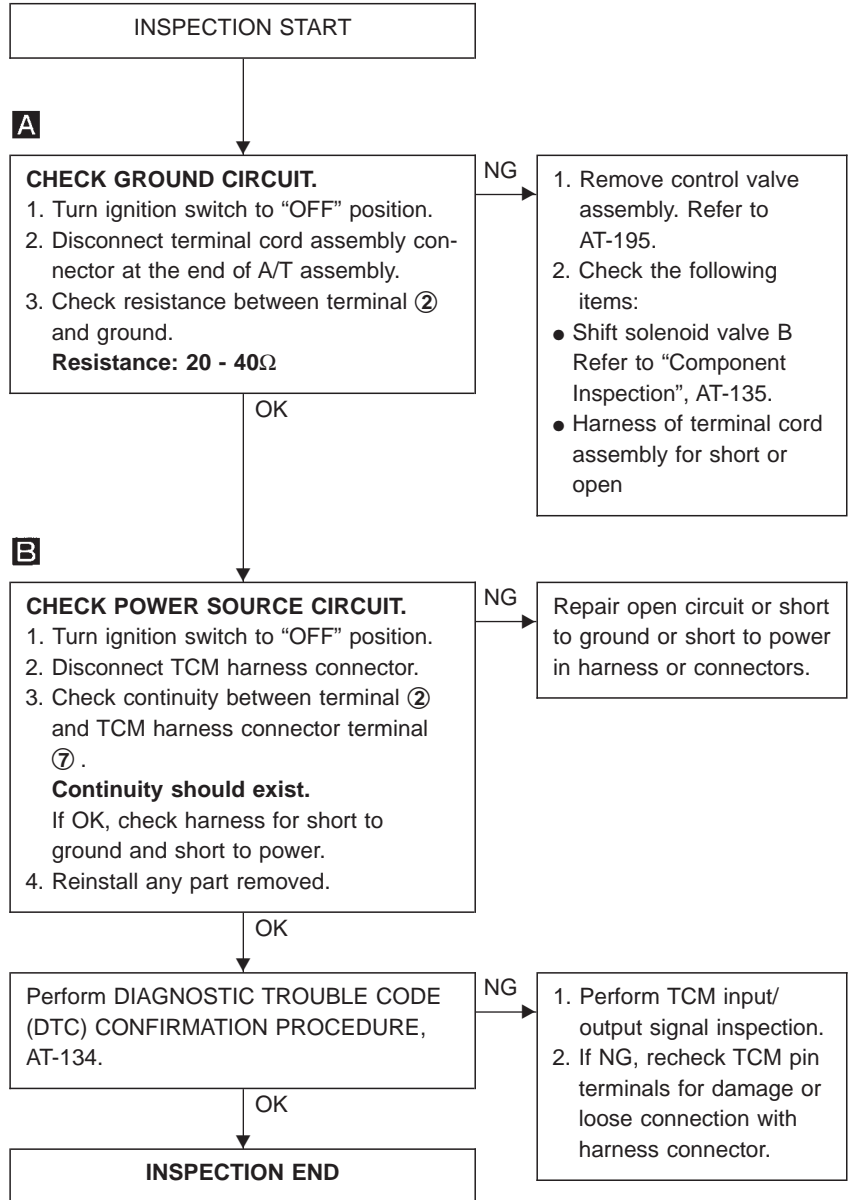 INSPECTION START
A
CHECK GROUND CIRCUIT.
1. Turn ignition switch to “OFF” position.
2. Disconnect terminal cord assembly con-
nector at the end of A/T assembly.
3. Check resistance between terminal ②
and ground.
Resistance: 20 - 40Ω
NG
1. Remove control valve
assembly. Refer to
AT-195.
2. Check the following
items:
● Shift solenoid valve B
Refer to “Component
Inspection”, AT-135.
● Harness of terminal cord
assembly for short or
open
OK
B
CHECK POWER SOURCE CIRCUIT.
1. Turn ignition switch to “OFF” position.
2. Disconnect TCM harness connector.
3. Check continuity between terminal ②
and TCM harness connector terminal
⑦ .
Continuity should exist.
If OK, check harness for short to
ground and short to power.
4. Reinstall any part removed.
NG
Repair open circuit or short
to ground or short to power
in harness or connectors.
OK
Perform DIAGNOSTIC TROUBLE CODE
(DTC) CONFIRMATION PROCEDURE,
AT-134.
NG
1. Perform TCM input/
output signal inspection.
2. If NG, recheck TCM pin
terminals for damage or
loose connection with
harness connector.
OK
INSPECTION END